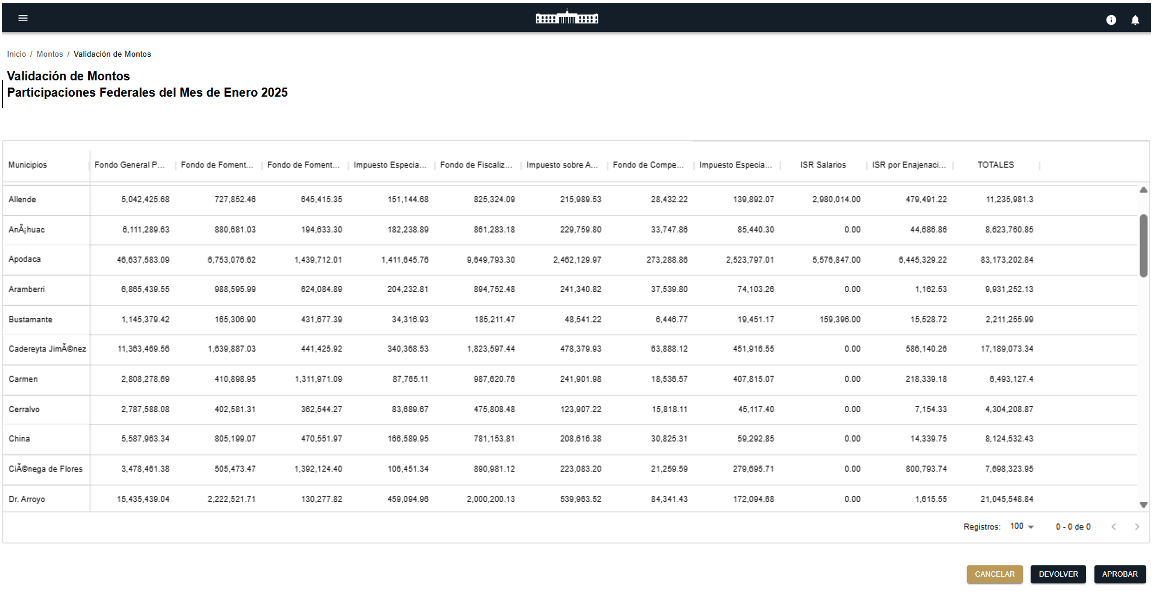 Inicio / Montos / Validación de Montos
Validación de Montos
Participaciones Federales del Mes de Enero 2025
Municipios Fondo General P... Fondo de Foment... Fondo de Foment... Impuesto Especia... Fondo de Fiscaliz... Impuesto sobre A... Fondo de Compe... Impuesto Especia... ISR Salarios ISR por Enajenaci... TOTALES
Allende 5,042,425.68 727,852.46 645,415.35 151,144.68 825,324.09 215,989.53 28,432.22 139,892.07 2,980,014.00 479,491.22 11,235,981.3
AnÃ¡huac 6,111,289.63 880,681.03 194,633.30 182,238.89 861,283.18 229,759.80 33,747.86 85,440.30 0.00 44,686.86 8,623,760.85
Apodaca 46,637,583.09 6,753,076.62 1,439,712.01 1,411,645.76 9,649,793.30 2,462,129.97 273,288.86 2,523,797.01 5,576,847.00 6,445,329.22 83,173,202.84
Aramberri 6,865,439.55 988,595.99 624,084.89 204,232.81 894,752.48 241,340.82 37,539.80 74,103.26 0.00 1,162.53 9,931,252.13
Bustamante 1,145,379.42 165,306.90 431,677.39 34,316.93 185,211.47 48,541.22 6,446.77 19,451.17 159,396.00 15,528.72 2,211,255.99
Cadereyta JimÃ©nez 11,363,469.56 1,639,887.03 441,425.92 340,368.53 1,823,597.44 478,379.93 63,888.12 451,916.55 0.00 586,140.26 17,189,073.34
Carmen 2,808,278.69 410,898.95 1,311,971.09 87,765.11 987,620.76 241,901.98 18,536.57 407,815.07 0.00 218,339.18 6,493,127.4
Cerralvo 2,787,588.08 402,581.31 362,544.27 83,689.67 475,808.48 123,907.22 15,818.11 45,117.40 0.00 7,154.33 4,304,208.87
China 5,587,963.34 805,199.07 470,551.97 166,589.95 781,153.81 208,616.38 30,825.31 59,292.85 0.00 14,339.75 8,124,532.43
CiÃ©nega de Flores 3,478,461.38 505,473.47 1,392,124.40 106,451.34 890,981.12 223,083.20 21,259.59 279,695.71 0.00 800,793.74 7,698,323.95
Dr. Arroyo 15,435,439.04 2,222,521.71 130,277.82 459,094.96 2,000,200.13 539,963.52 84,341.43 172,094.68 0.00 1,615.55 21,045,548.84
Registros: 100 0 - 0 de 0
CANCELAR DEVOLVER APROBAR